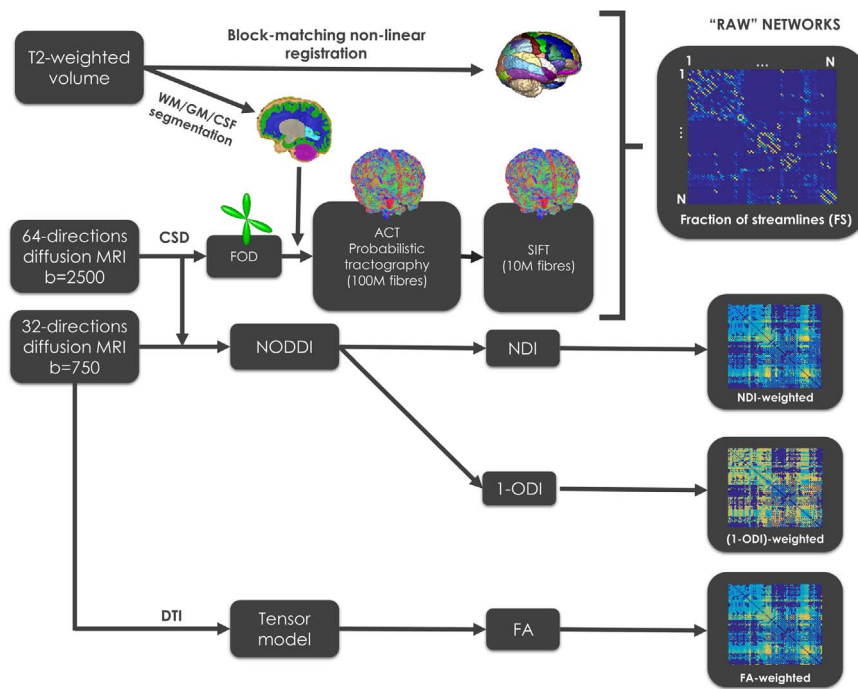 "RAW" NETWORKS
T2-weighted
volume
Block-matching non-linear
registration
WM/GM/CSF
segmentation
1 ... N
1
...
N
Fraction of streamlines (FS)
64-directions
diffusion MRI
b=2500
CSD
FOD
ACT
Probabilistic
tractography
(100M fibres)
SIFT
(10M fibres)
32-directions
diffusion MRI
b=750
NODDI
NDI
NDI-weighted
1-ODI
(1-ODI)-weighted
DTI
Tensor
model
FA
FA-weighted